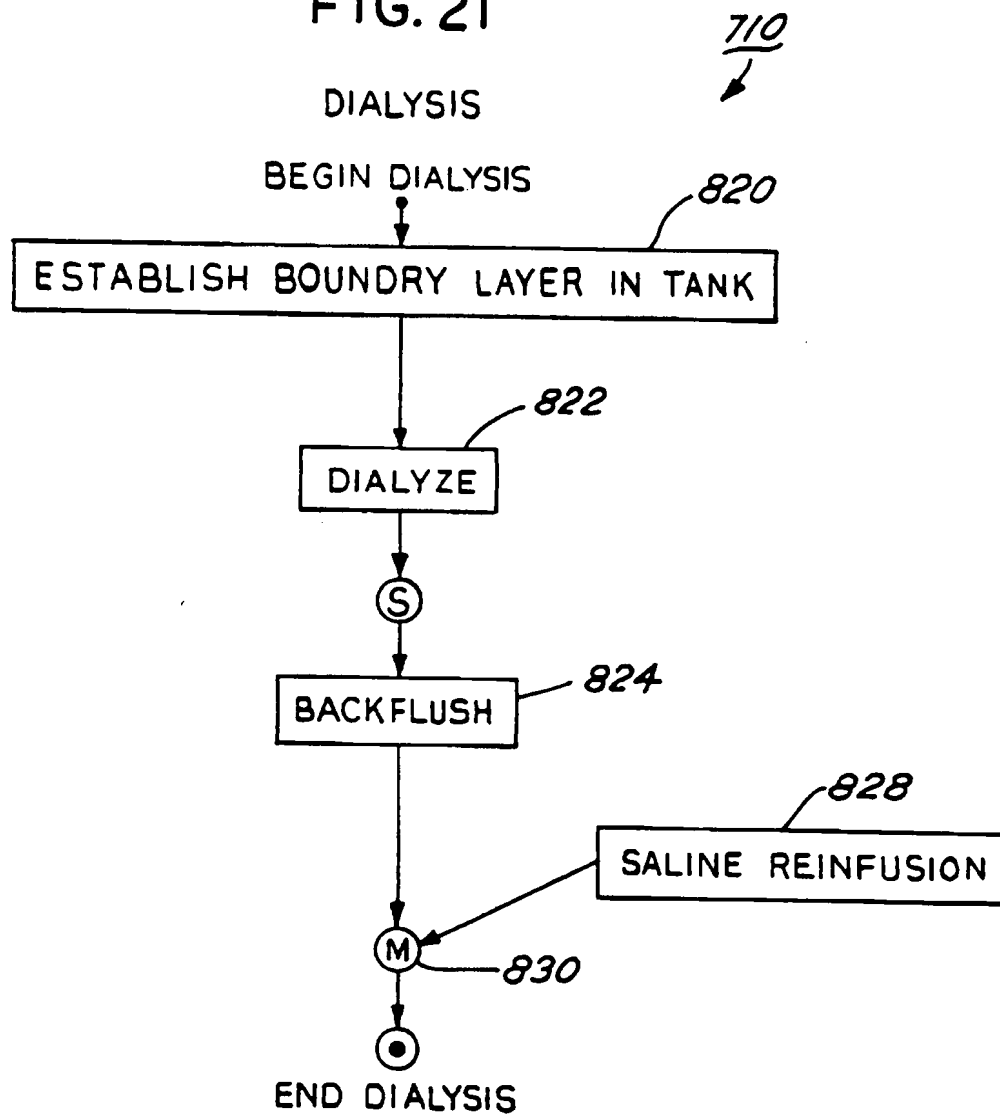 FIG. 21
710
DIALYSIS
BEGIN DIALYSIS
820
ESTABLISH BOUNDRY LAYER IN TANK
822
DIALYZE
S
824
BACKFLUSH
828
SALINE REINFUSION
M
830
END DIALYSIS